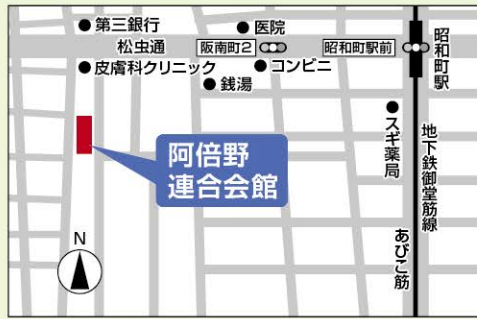 第三銀行
医院
松虫通
阪南町2
昭和町駅前
昭和町駅
皮膚科クリニック
コンビニ
銭湯
スギ薬局
地下鉄御堂筋線
阿倍野
連合会館
あびこ筋
N